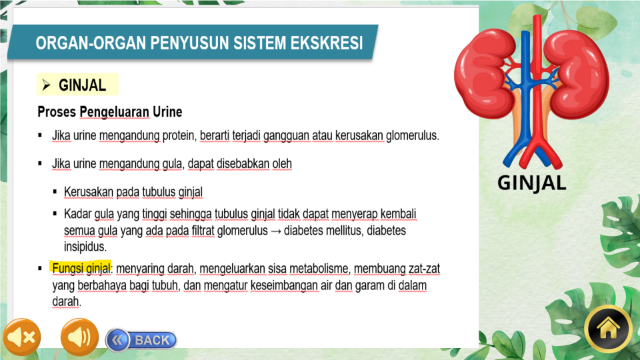 ORGAN-ORGAN PENYUSUN SISTEM EKSKRESI
➢ GINJAL
Proses Pengeluaran Urine
▪ Jika urine mengandung protein, berarti terjadi gangguan atau kerusakan glomerulus.
▪ Jika urine mengandung gula, dapat disebabkan oleh
▪ Kerusakan pada tubulus ginjal
▪ Kadar gula yang tinggi sehingga tubulus ginjal tidak dapat menyerap kembali
semua gula yang ada pada filtrat glomerulus → diabetes mellitus, diabetes
insipidus.
▪ Fungsi ginjal: menyaring darah, mengeluarkan sisa metabolisme, membuang zat-zat
yang berbahaya bagi tubuh, dan mengatur keseimbangan air dan garam di dalam
darah.
GINJAL
BACK